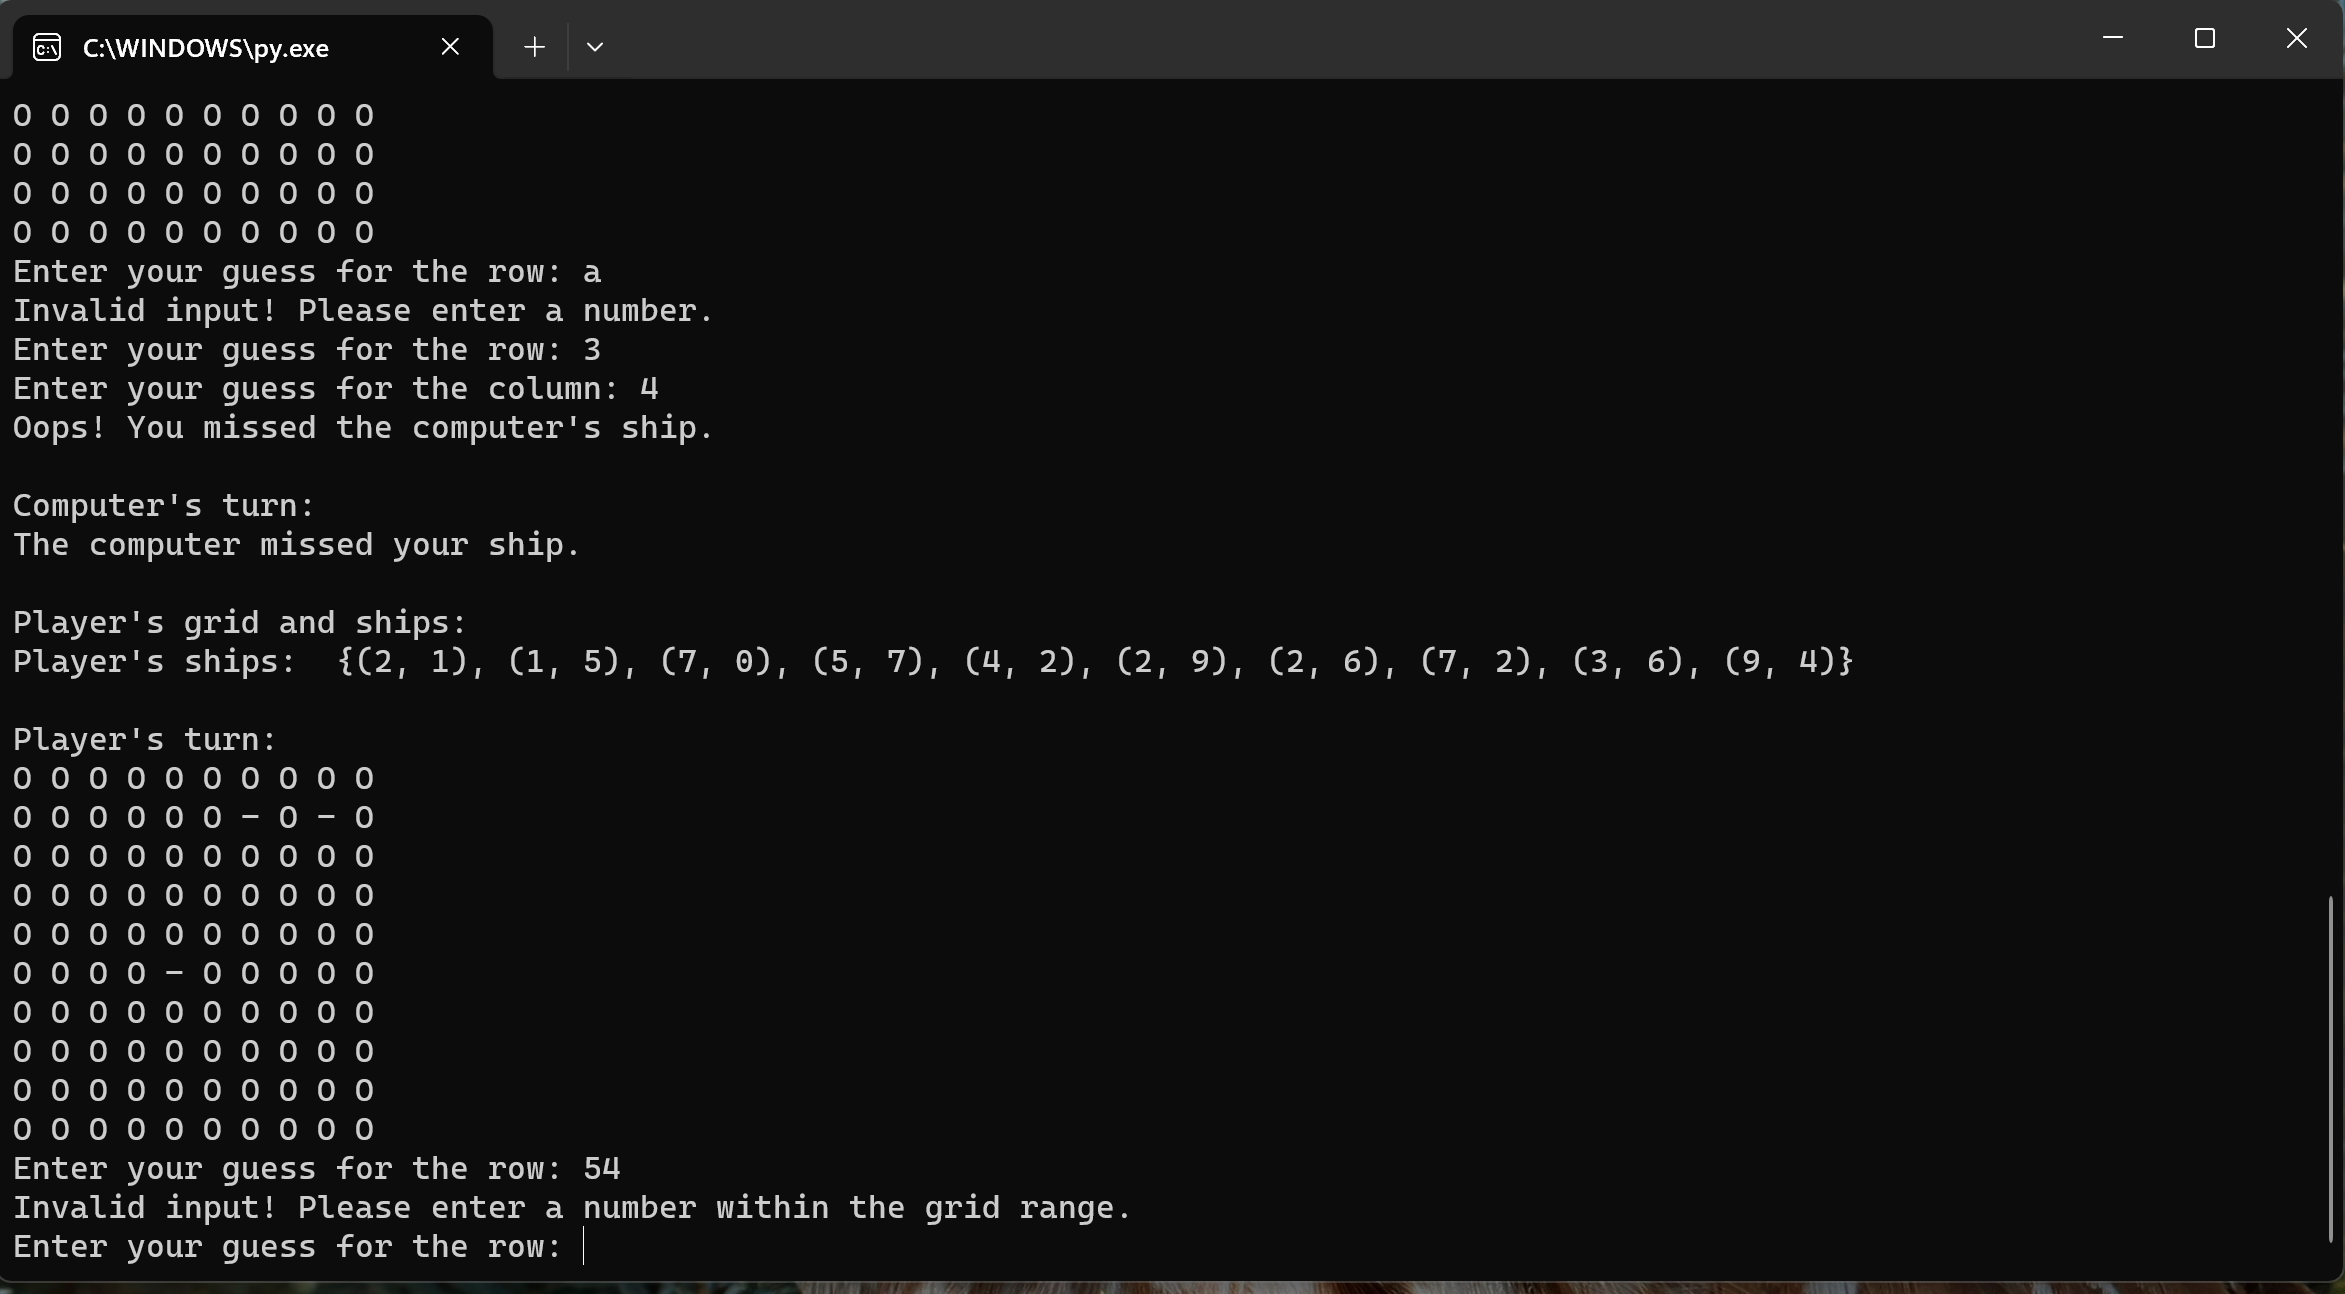 C:\WINDOWS\py.exe
O O O O O O O O O O
O O O O O O O O O O
O O O O O O O O O O
O O O O O O O O O O
Enter your guess for the row: a
Invalid input! Please enter a number.
Enter your guess for the row: 3
Enter your guess for the column: 4
Oops! You missed the computer's ship.
Computer's turn:
The computer missed your ship.
Player's grid and ships:
Player's ships:  {(2, 1), (1, 5), (7, 0), (5, 7), (4, 2), (2, 9), (2, 6), (7, 2), (3, 6), (9, 4)}
Player's turn:
O O O O O O O O O O
O O O O O O - O - O
O O O O O O O O O O
O O O O O O O O O O
O O O O O O O O O O
O O O O - O O O O O
O O O O O O O O O O
O O O O O O O O O O
O O O O O O O O O O
O O O O O O O O O O
Enter your guess for the row: 54
Invalid input! Please enter a number within the grid range.
Enter your guess for the row: